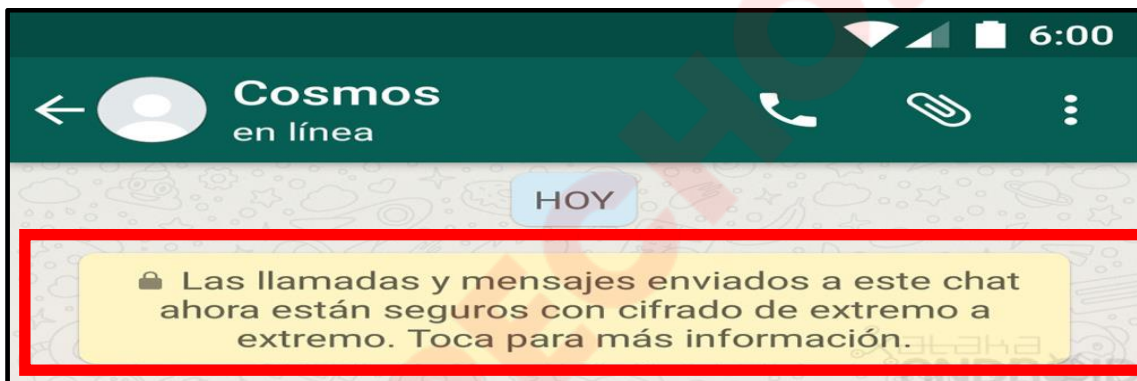 6:00
Cosmos
en línea
HOY
Las llamadas y mensajes enviados a este chat
ahora están seguros con cifrado de extremo a
extremo. Toca para más información.